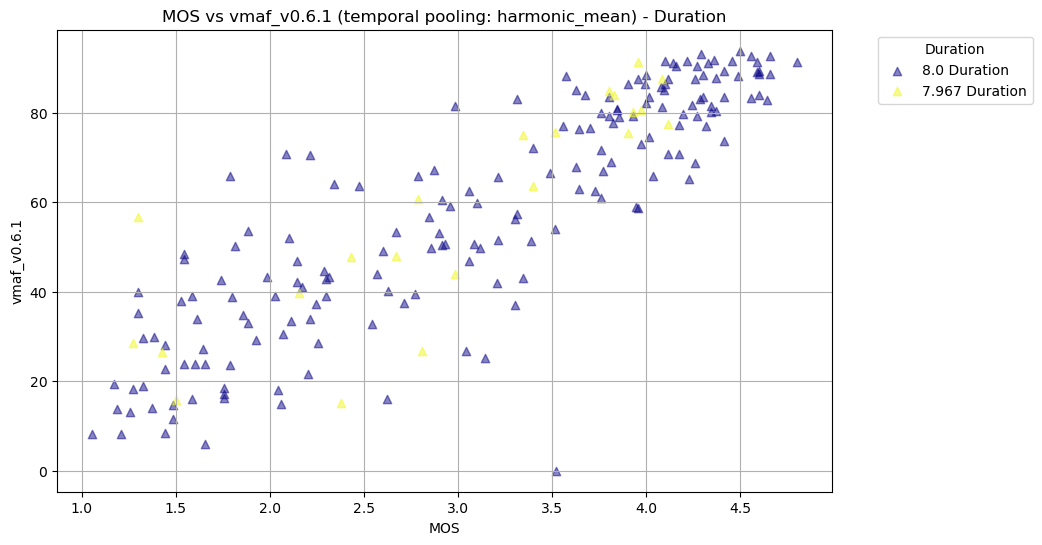 MOS vs vmaf_v0.6.1 (temporal pooling: harmonic_mean) - Duration
Duration
8.0 Duration
7.967 Duration
vmaf_v0.6.1
80
60
40
20
0
1.0 1.5 2.0 2.5 3.0 3.5 4.0 4.5
MOS